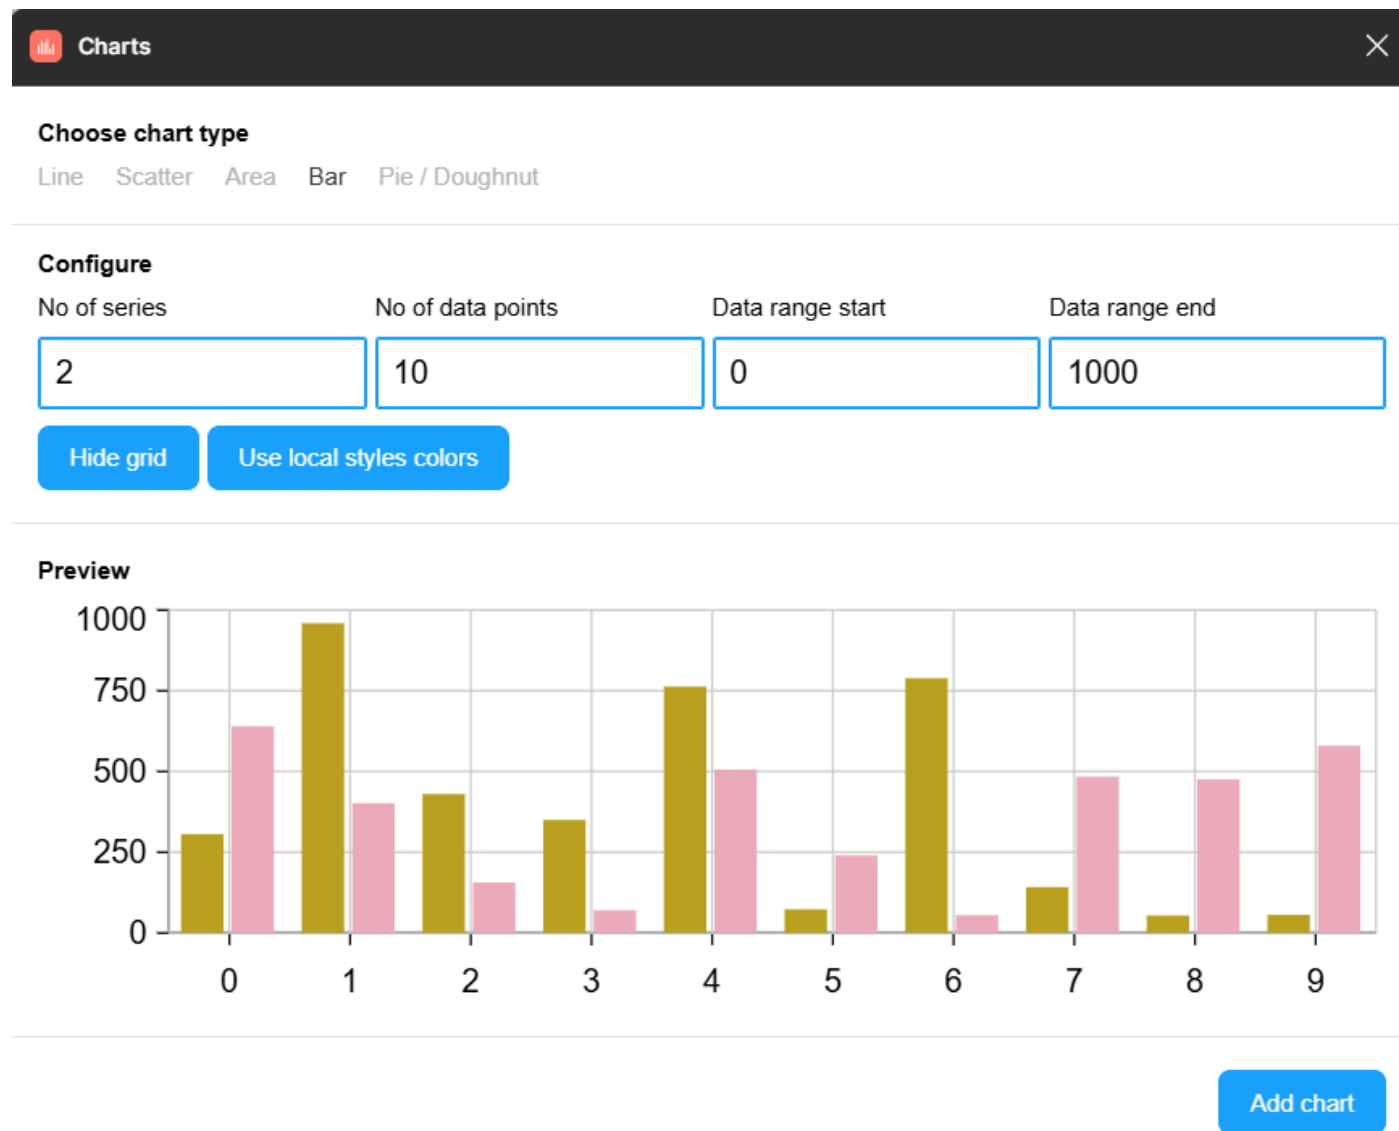 Charts
Choose chart type
Line Scatter Area Bar Pie / Doughnut
Configure
No of series No of data points Data range start Data range end
2 10 0 1000
Hide grid Use local styles colors
Preview
1000
750
500
250
0
0 1 2 3 4 5 6 7 8 9
Add chart